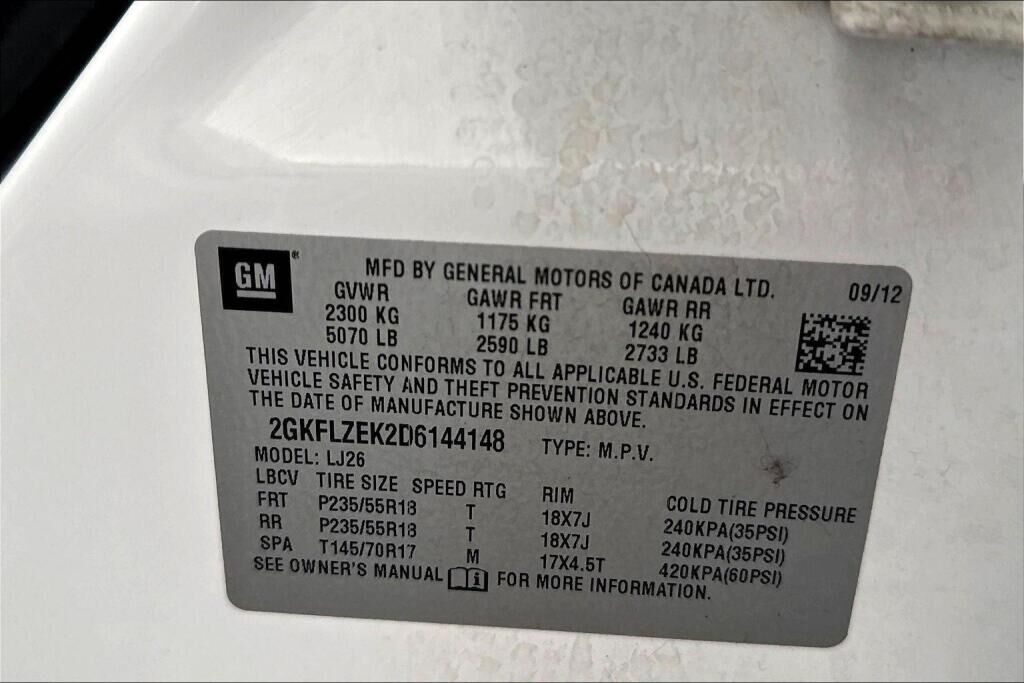 GM ® MFD BY GENERAL MOTORS OF CANADA LTD. 09/12
GVWR GAWR FRT GAWR RR
2300 KG 1175 KG 1240 KG
5070 LB 2590 LB 2733 LB
THIS VEHICLE CONFORMS TO ALL APPLICABLE U.S. FEDERAL MOTOR
VEHICLE SAFETY AND THEFT PREVENTION STANDARDS IN EFFECT ON
THE DATE OF MANUFACTURE SHOWN ABOVE.
2GKFLZEK2D6144148 TYPE: M.P.V.
MODEL: LJ26
LBCV TIRE SIZE SPEED RTG RIM COLD TIRE PRESSURE
FRT P235/55R18 T 18X7J 240KPA(35PSI)
RR P235/55R18 T 18X7J 240KPA(35PSI)
SPA T145/70R17 M 17X4.5T 420KPA(60PSI)
SEE OWNER'S MANUAL FOR MORE INFORMATION.